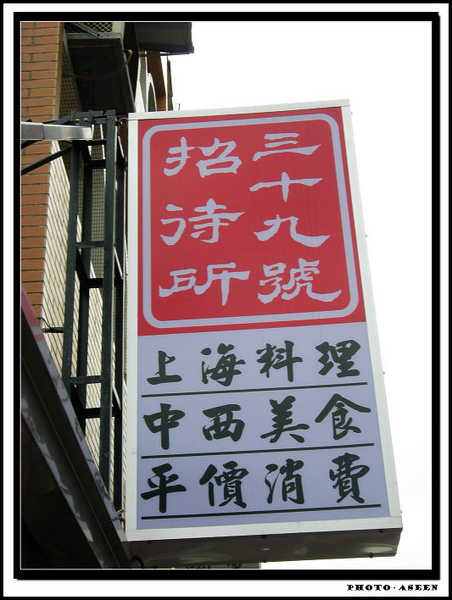 三十九號
招待所
上海料理
中西美食
平價消費
PHOTO-ASEEN